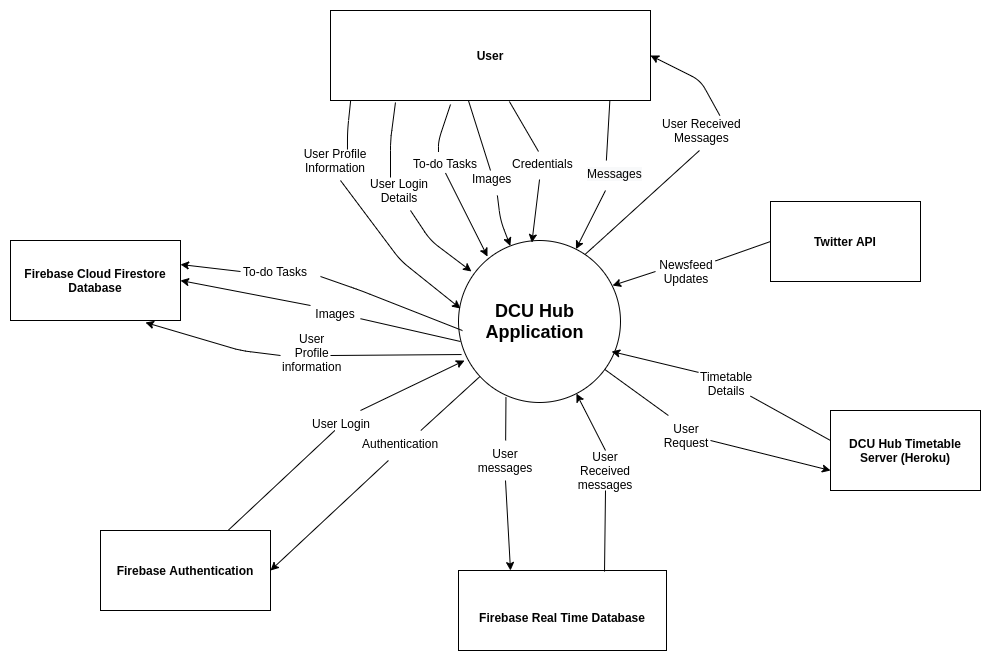 User
User Received
Messages
User Profile
Information
To-do Tasks
Credentials
Images
Messages
User Login
Details
Twitter API
Newsfeed
Updates
Firebase Cloud Firestore
Database
To-do Tasks
Images
User
Profile
information
DCU Hub
Application
Timetable
Details
User Login
Authentication
User
Request
DCU Hub Timetable
Server (Heroku)
User
messages
User
Received
messages
Firebase Authentication
Firebase Real Time Database